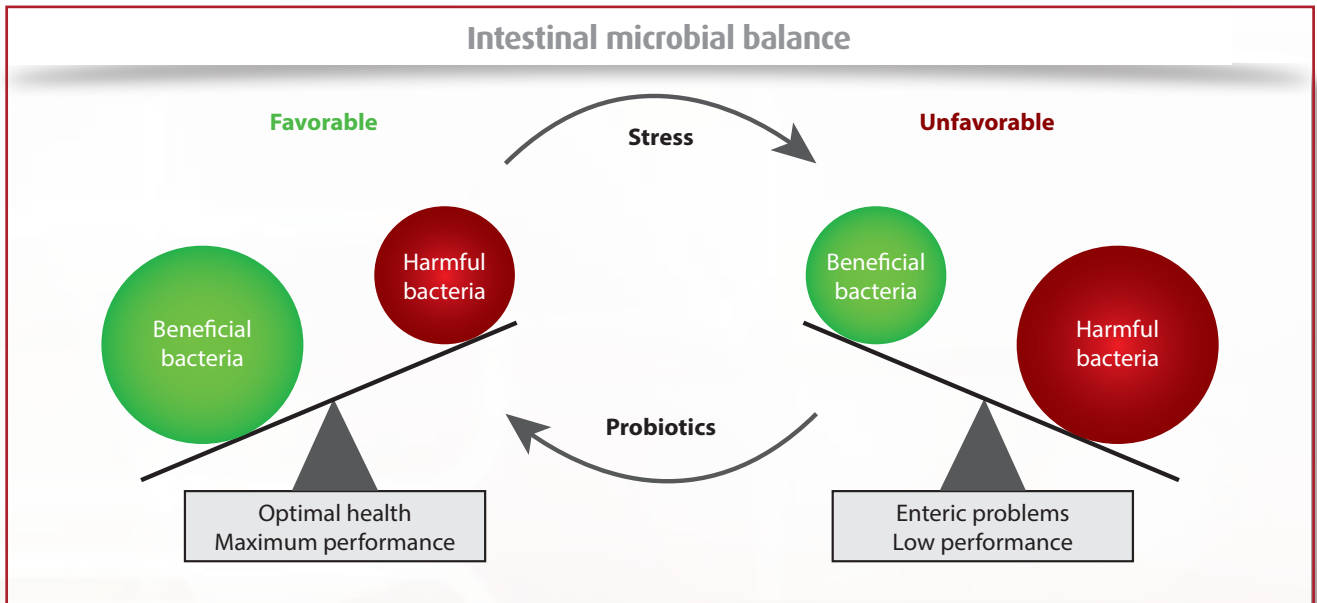 Intestinal microbial balance
Favorable
Stress
Unfavorable
Beneficial
bacteria
Harmful
bacteria
Beneficial
bacteria
Harmful
bacteria
Probiotics
Optimal health
Maximum performance
Enteric problems
Low performance